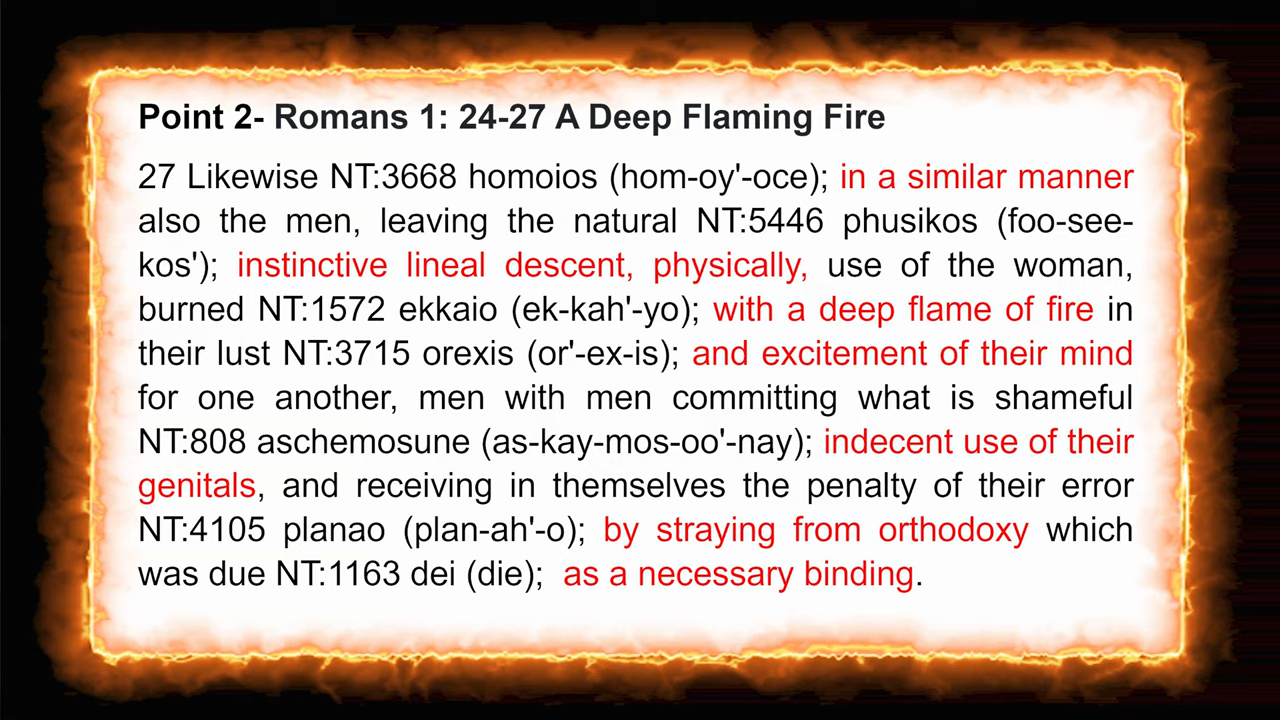 Point 2- Romans 1: 24-27 A Deep Flaming Fire
27 Likewise NT:3668 homoios (hom-oy'-oce); in a similar manner
also the men, leaving the natural NT:5446 phusikos (foo-see-
kos'); instinctive lineal descent, physically, use of the woman,
burned NT:1572 ekkaio (ek-kah'-yo); with a deep flame of fire in
their lust NT:3715 orexis (or'-ex-is); and excitement of their mind
for one another, men with men committing what is shameful
NT:808 aschemosune (as-kay-mos-oo'-nay); indecent use of their
genitals, and receiving in themselves the penalty of their error
NT:4105 planao (plan-ah'-o); by straying from orthodoxy which
was due NT:1163 dei (die);  as a necessary binding.